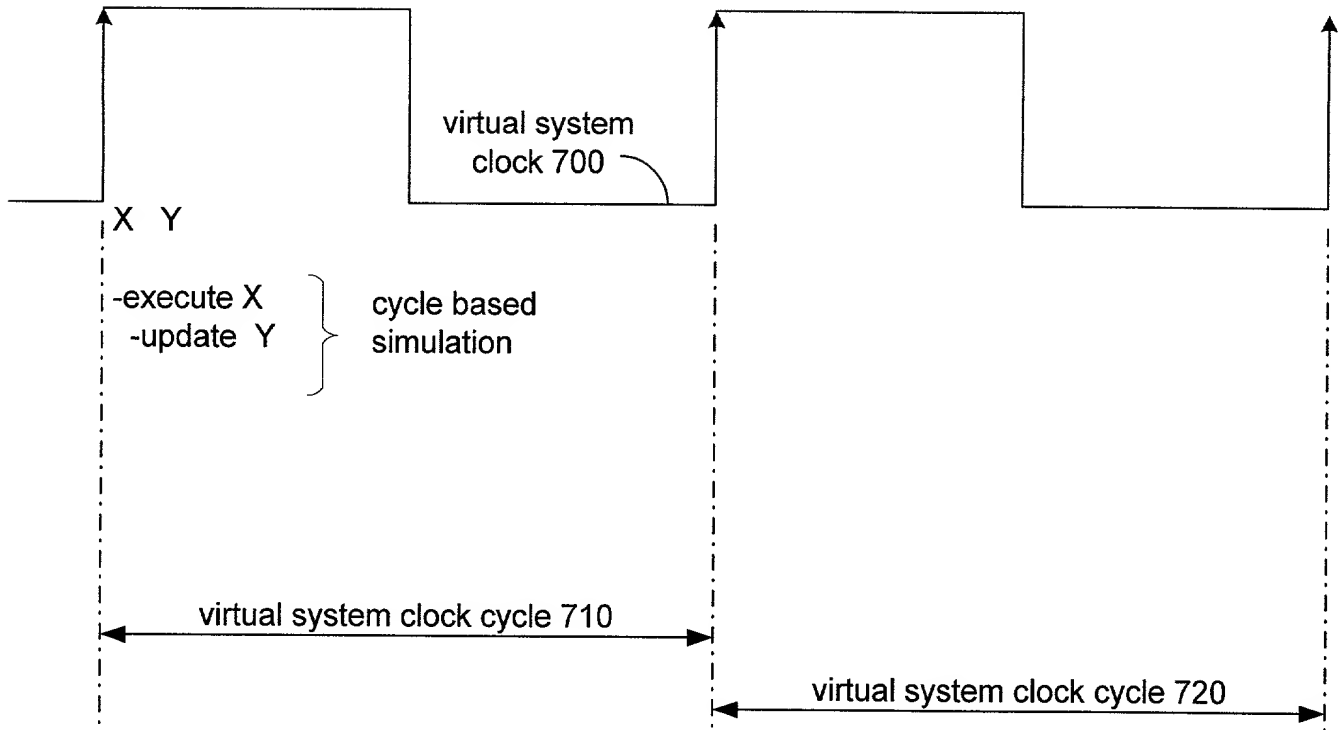 virtual system
clock 700
X Y
-execute X
-update Y
cycle based
simulation
virtual system clock cycle 710
virtual system clock cycle 720